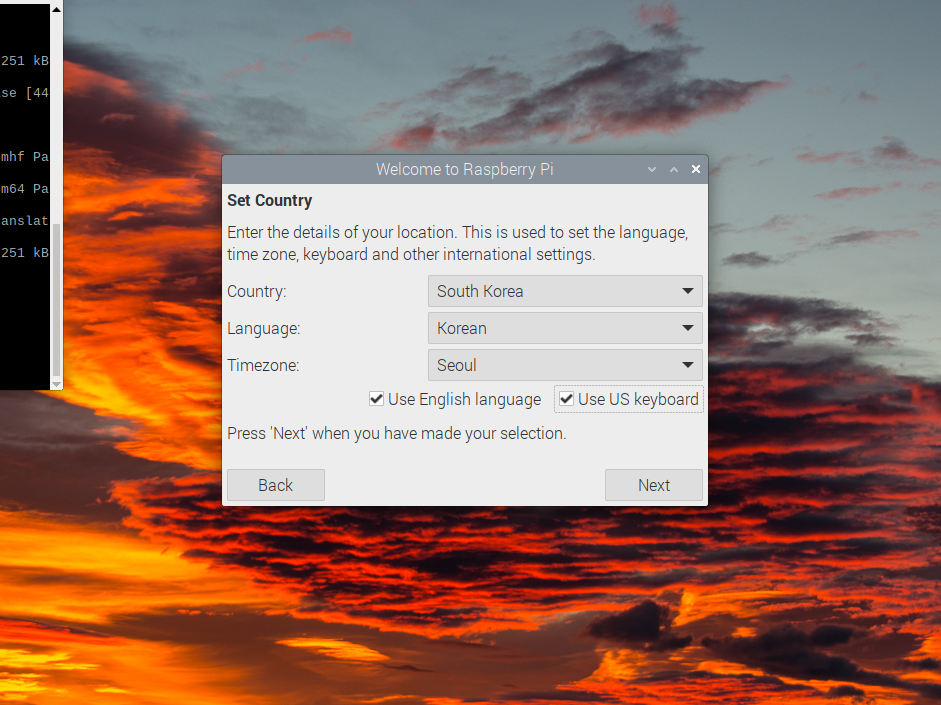 251 kB
se [44
mhf Pa
m64 Pa
anslat
251 kB
Welcome to Raspberry Pi
Set Country
Enter the details of your location. This is used to set the language,
time zone, keyboard and other international settings.
Country: South Korea
Language: Korean
Timezone: Seoul
Use English language Use US keyboard
Press 'Next' when you have made your selection.
Back Next